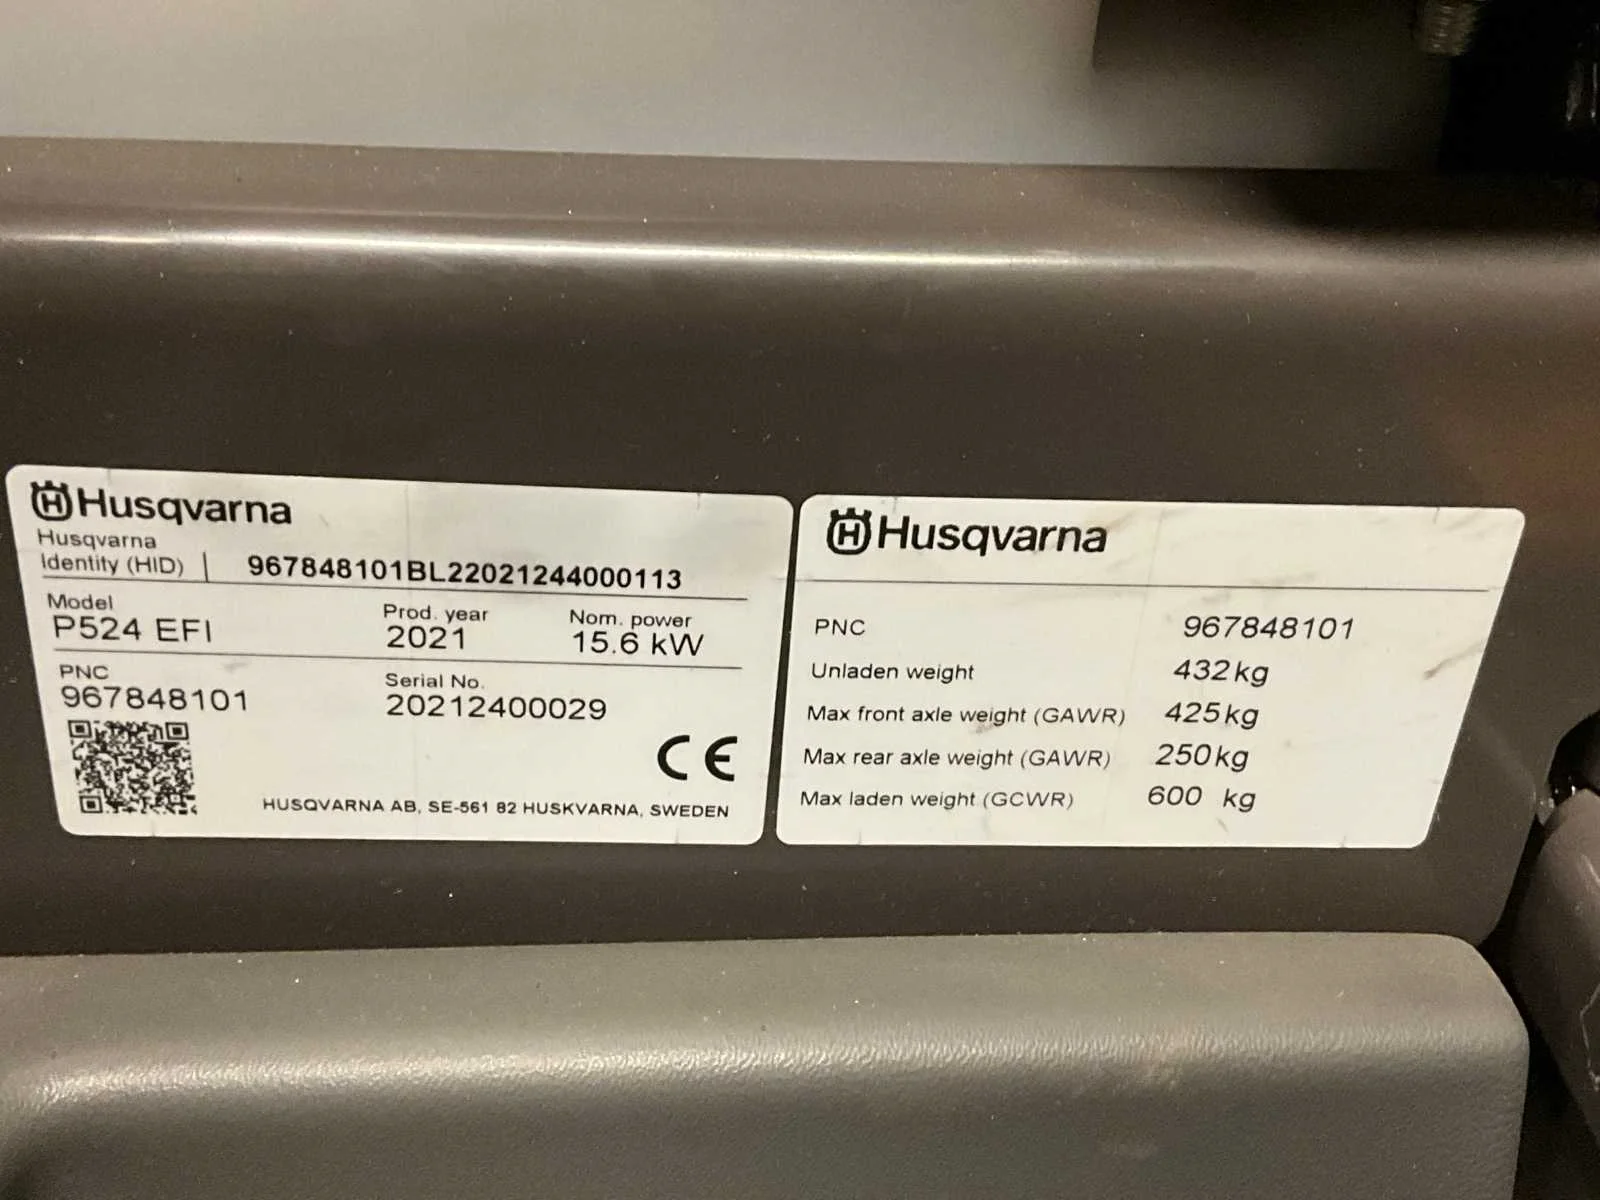 Husqvarna
Husqvarna
Identity (HID) | 967848101BL22021244000113
Model Prod. year Nom. power
P524 EFI 2021 15.6 kW
PNC Serial No.
967848101 20212400029
CE
HUSQVARNA AB, SE-561 82 HUSKVARNA, SWEDEN
Husqvarna
PNC 967848101
Unladen weight 432kg
Max front axle weight (GAWR) 425kg
Max rear axle weight (GAWR) 250kg
Max laden weight (GCWR) 600 kg